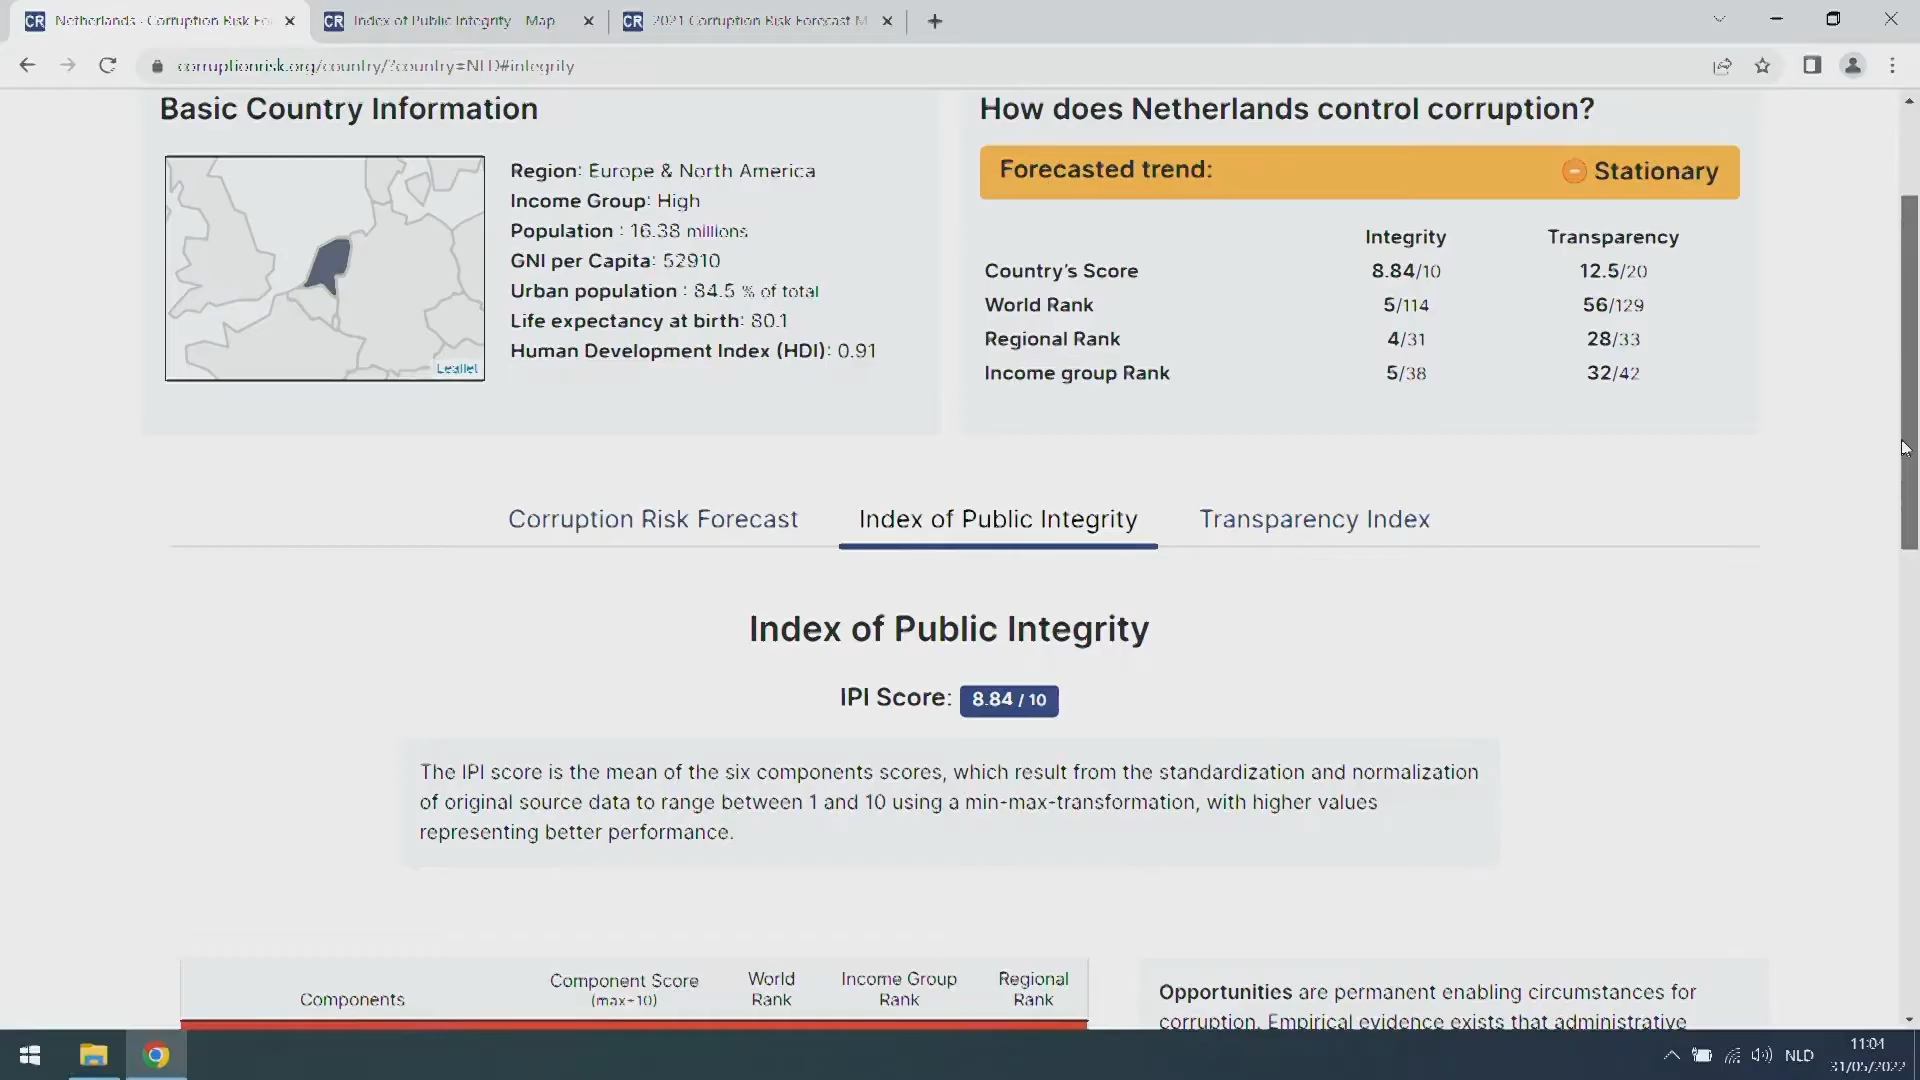 Netherlands - Corruption Risk Fo
Index of Public Integrity Map
2021 Corruption Risk Forecast M
corruptionrisk.org/country/?country=NLD#integrity
Basic Country Information
Region: Europe & North America
Income Group: High
Population : 16.38 millions
GNI per Capita: 52910
Urban population : 84.5 % of total
Life expectancy at birth: 80.1
Human Development Index (HDI): 0.91
Leaflet
How does Netherlands control corruption?
Forecasted trend: Stationary
Integrity Transparency
Country's Score 8.84/10 12.5/20
World Rank 5/114 56/129
Regional Rank 4/31 28/33
Income group Rank 5/38 32/42
Corruption Risk Forecast Index of Public Integrity Transparency Index
Index of Public Integrity
IPI Score: 8.84 / 10
The IPI score is the mean of the six components scores, which result from the standardization and normalization
of original source data to range between 1 and 10 using a min-max-transformation, with higher values
representing better performance.
Components
Component Score
(max=10)
World
Rank
Income Group
Rank
Regional
Rank
Opportunities are permanent enabling circumstances for
corruption. Empirical evidence exists that administrative
NLD
11:04
31/05/2022